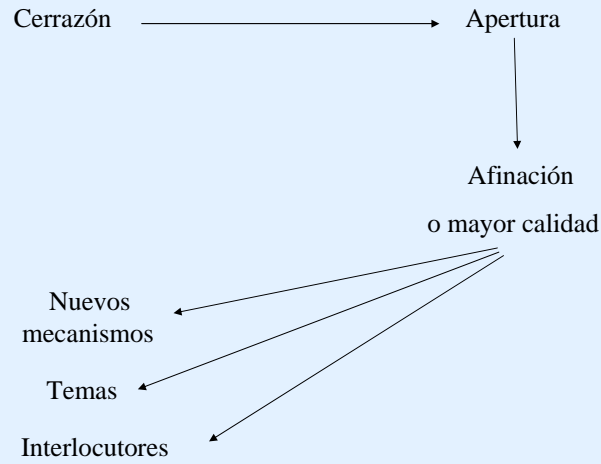 Cerrazón
Apertura
Afinación
o mayor calidad
Nuevos
mecanismos
Temas
Interlocutores